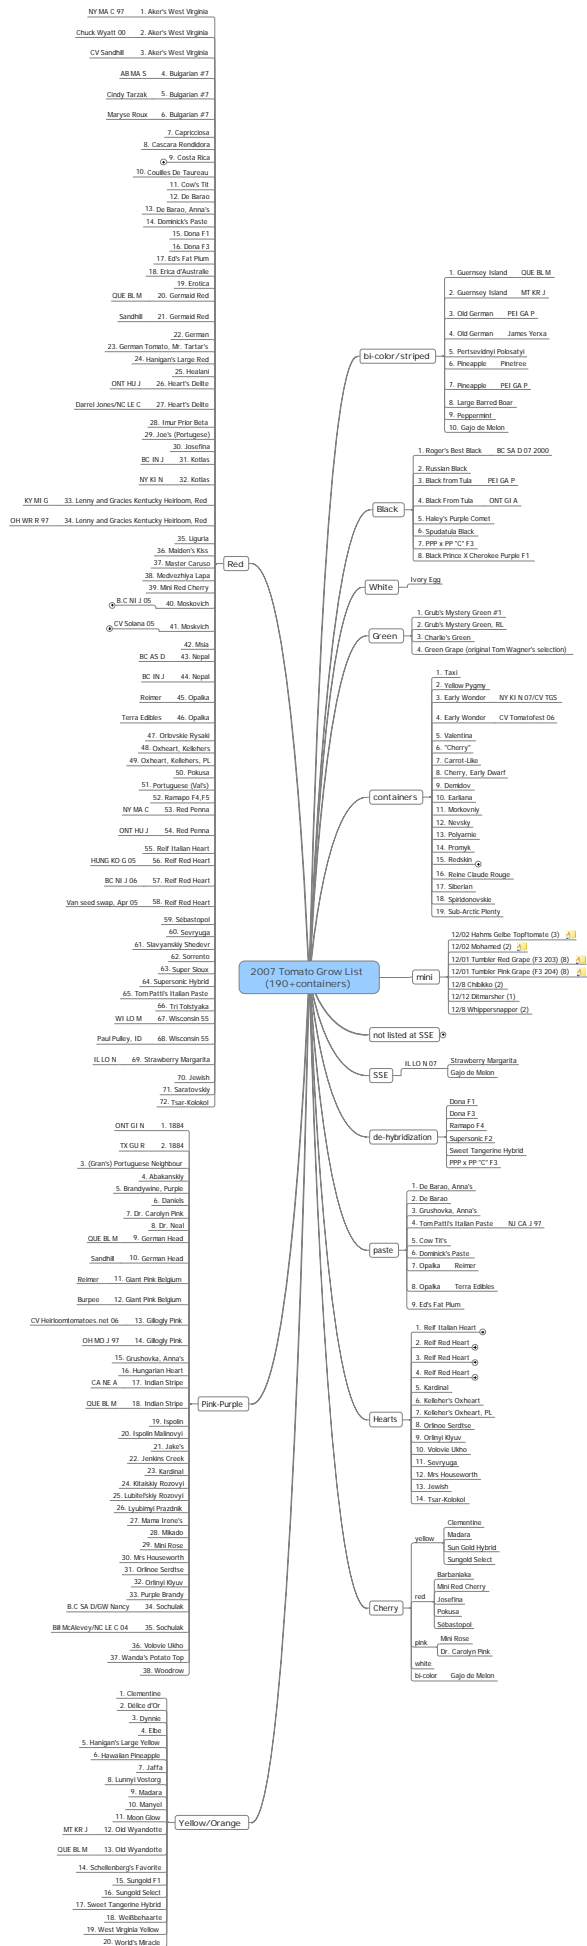 2007 Tomato Grow List
(190+containers)
Red
NY MA C 97 1. Aker's West Virginia
Chuck Wyatt 00 2. Aker's West Virginia
CV Sandhill 3. Aker's West Virginia
AB MA S 4. Bulgarian #7
Cindy Tarzak 5. Bulgarian #7
Maryse Roux 6. Bulgarian #7
7. Capricciosa
8. Cascara Rendidora
9. Costa Rica
10. Couilles De Taureau
11. Cow's Tit
12. De Barao
13. De Barao, Anna's
14. Dominick's Paste
15. Dona F1
16. Dona F3
17. Ed's Fat Plum
18. Erica d'Australie
19. Erotica
QUE BL M 20. Germaid Red
Sandhill 21. Germaid Red
22. German
23. German Tomato, Mr. Tartar's
24. Hanigan's Large Red
25. Healani
ONT HU J 26. Heart's Delite
Darrel Jones/NC LE C 27. Heart's Delite
28. Imur Prior Beta
29. Joe's (Portugese)
30. Josefina
BC IN J 31. Kotlas
NY KI N 32. Kotlas
KY MI G 33. Lenny and Gracies Kentucky Heirloom, Red
OH WR R 97 34. Lenny and Gracies Kentucky Heirloom, Red
35. Liguria
36. Maiden's Kiss
37. Master Caruso
38. Medvezhiya Lapa
39. Mini Red Cherry
B.C NI J 05 40. Moskovich
CV Solana 05 41. Moskvich
42. Msia
BC AS D 43. Nepal
BC IN J 44. Nepal
Reimer 45. Opalka
Terra Edibles 46. Opalka
47. Orlovskie Rysaki
48. Oxheart, Kellehers
49. Oxheart, Kellehers, PL
50. Pokusa
51. Portuguese (Val's)
52. Ramapo F4,F5
NY MA C 53. Red Penna
ONT HU J 54. Red Penna
55. Reif Italian Heart
HUNG KO G 05 56. Reif Red Heart
BC NI J 06 57. Reif Red Heart
Van seed swap, Apr 05 58. Reif Red Heart
59. Sébastopol
60. Sevryuga
61. Slavyanskiy Shedevr
62. Sorrento
63. Super Sioux
64. Supersonic Hybrid
65. Tom Patti's Italian Paste
66. Tri Tolstyaka
WI LO M 67. Wisconsin 55
Paul Pulley, ID 68. Wisconsin 55
IL LO N 69. Strawberry Margarita
70. Jewish
71. Saratovskiy
72. Tsar-Kolokol
Pink-Purple
ONT GI N 1. 1884
TX GU R 2. 1884
3. (Gran's) Portuguese Neighbour
4. Abakanskiy
5. Brandywine, Purple
6. Daniels
7. Dr. Carolyn Pink
8. Dr. Neal
QUE BL M 9. German Head
Sandhill 10. German Head
Reimer 11. Giant Pink Belgium
Burpee 12. Giant Pink Belgium
CV Heirloomtomatoes.net 06 13. Gillogly Pink
OH MO J 97 14. Gillogly Pink
15. Grushovka, Anna's
16. Hungarian Heart
CA NE A 17. Indian Stripe
QUE BL M 18. Indian Stripe
19. Ispolin
20. Ispolin Malinovyi
21. Jake's
22. Jenkins Creek
23. Kardinal
24. Kitaiskiy Rozovyi
25. Lubitel'skiy Rozovyi
26. Lyubimyi Prazdnik
27. Mama Irene's
28. Mikado
29. Mini Rose
30. Mrs Houseworth
31. Orlinoe Serdtse
32. Orlinyi Klyuv
33. Purple Brandy
B.C SA D/GW Nancy 34. Sochulak
Bill McAlevey/NC LE C 04 35. Sochulak
36. Volovie Ukho
37. Wanda's Potato Top
38. Woodrow
Yellow/Orange
1. Clementine
2. Délice d'Or
3. Dynnie
4. Elbe
5. Hanigan's Large Yellow
6. Hawaiian Pineapple
7. Jaffa
8. Lunnyi Vostorg
9. Madara
10. Manyel
11. Moon Glow
MT KR J 12. Old Wyandotte
QUE BL M 13. Old Wyandotte
14. Schellenberg's Favorite
15. Sungold F1
16. Sungold Select
17. Sweet Tangerine Hybrid
18. Weißbehaarte
19. West Virginia Yellow
20. World's Miracle
bi-color/striped
1. Guernsey Island QUE BL M
2. Guernsey Island MT KR J
3. Old German PEI GA P
4. Old German James Yerxa
5. Pertsevidnyi Polosatyi
6. Pineapple Pinetree
7. Pineapple PEI GA P
8. Large Barred Boar
9. Peppermint
10. Gajo de Melon
Black
1. Roger's Best Black BC SA D 07 2000
2. Russian Black
3. Black from Tula PEI GA P
4. Black From Tula ONT GI A
5. Haley's Purple Comet
6. Spudatula Black
7. PPP x PP "C" F3
8. Black Prince X Cherokee Purple F1
White
Ivory Egg
Green
1. Grub's Mystery Green #1
2. Grub's Mystery Green, RL
3. Charlie's Green
4. Green Grape (original Tom Wagner's selection)
containers
1. Taxi
2. Yellow Pygmy
3. Early Wonder NY KI N 07/CV TGS
4. Early Wonder CV Tomatofest 06
5. Valentina
6. "Cherry"
7. Carrot-Like
8. Cherry, Early Dwarf
9. Demidov
10. Earliana
11. Morkovniy
12. Nevsky
13. Polyarnie
14. Promyk
15. Redskin
16. Reine Claude Rouge
17. Siberian
18. Spiridonovskie
19. Sub-Arctic Plenty
mini
12/02 Hahms Gelbe Topftomate (3)
12/02 Mohamed (2)
12/01 Tumbler Red Grape (F3 203) (8)
12/01 Tumbler Pink Grape (F3 204) (8)
12/8 Chibikko (2)
12/12 Ditmarsher (1)
12/8 Whippersnapper (2)
not listed at SSE
SSE
IL LO N 07
Strawberry Margarita
Gajo de Melon
de-hybridization
Dona F1
Dona F3
Ramapo F4
Supersonic F2
Sweet Tangerine Hybrid
PPP x PP "C" F3
paste
1. De Barao, Anna's
2. De Barao
3. Grushovka, Anna's
4. Tom Patti's Italian Paste NJ CA J 97
5. Cow Tit's
6. Dominick's Paste
7. Opalka Reimer
8. Opalka Terra Edibles
9. Ed's Fat Plum
Hearts
1. Reif Italian Heart
2. Reif Red Heart
3. Reif Red Heart
4. Reif Red Heart
5. Kardinal
6. Kelleher's Oxheart
7. Kelleher's Oxheart, PL
8. Orlinoe Serdtse
9. Orlinyi Klyuv
10. Volovie Ukho
11. Sevryuga
12. Mrs Houseworth
13. Jewish
14. Tsar-Kolokol
Cherry
yellow
Clementine
Madara
Sun Gold Hybrid
Sungold Select
red
Barbaniaka
Mini Red Cherry
Josefina
Pokusa
Sébastopol
pink
Mini Rose
Dr. Carolyn Pink
white
bi-color Gajo de Melon